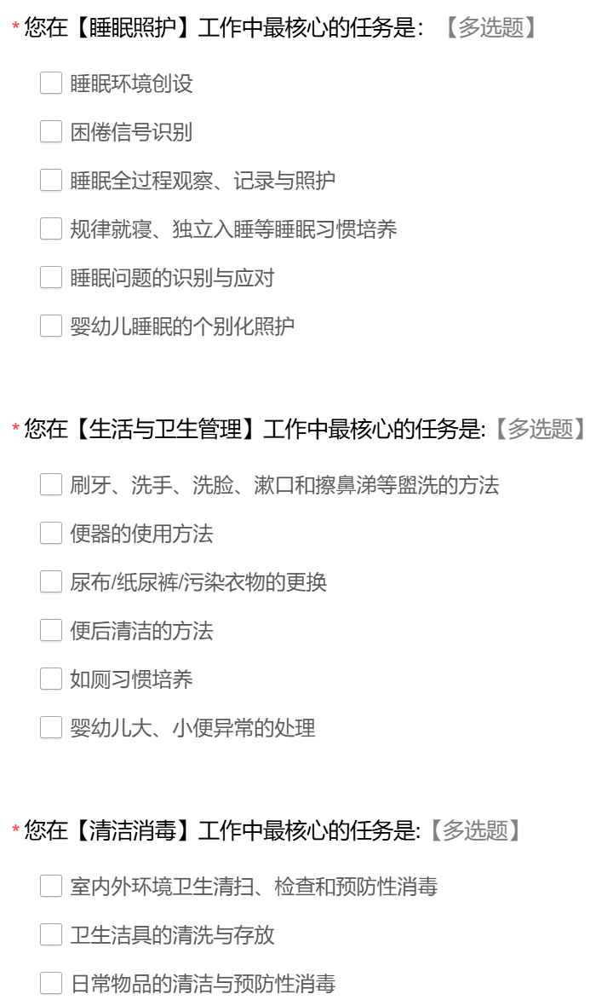 * 您在【睡眠照护】工作中最核心的任务是：【多选题】
睡眠环境创设
困倦信号识别
睡眠全过程观察、记录与照护
规律就寝、独立入睡等睡眠习惯培养
睡眠问题的识别与应对
婴幼儿睡眠的个别化照护
* 您在【生活与卫生管理】工作中最核心的任务是:【多选题】
刷牙、洗手、洗脸、漱口和擦鼻涕等盥洗的方法
便器的使用方法
尿布/纸尿裤/污染衣物的更换
便后清洁的方法
如厕习惯培养
婴幼儿大、小便异常的处理
* 您在【清洁消毒】工作中最核心的任务是:【多选题】
室内外环境卫生清扫、检查和预防性消毒
卫生洁具的清洗与存放
日常物品的清洁与预防性消毒